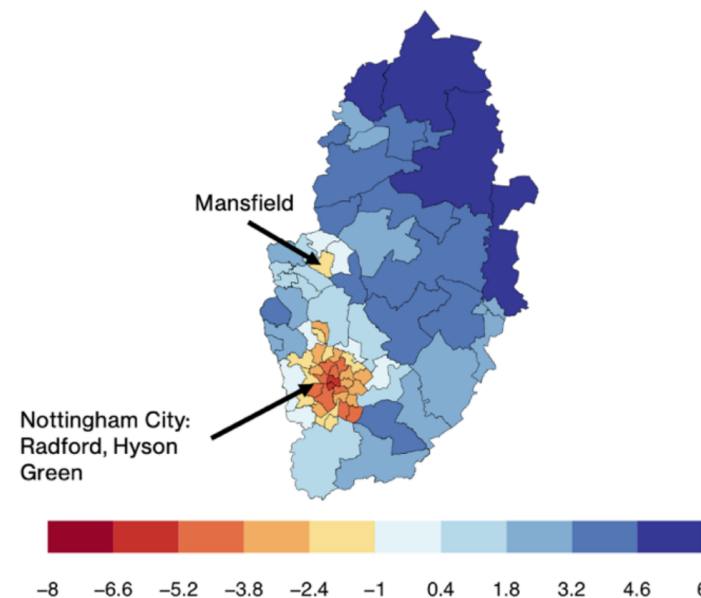 Mansfield
Nottingham City:
Radford, Hyson
Green
−8 −6.6 −5.2 −3.8 −2.4 −1 0.4 1.8 3.2 4.6 6